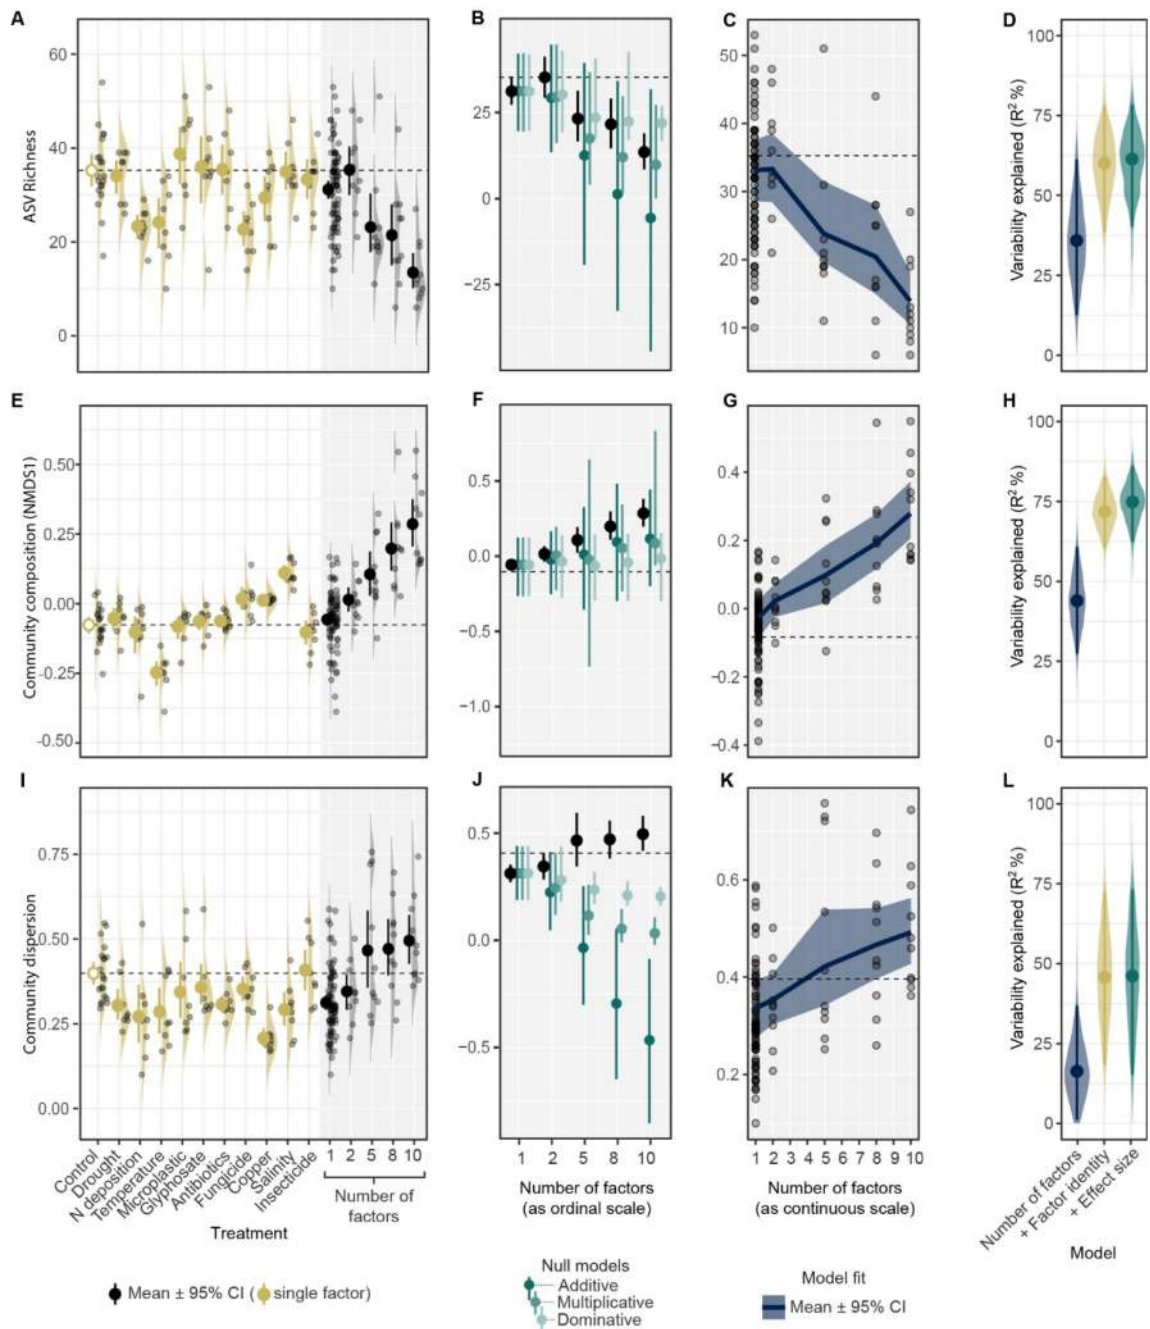 A
B
C
D
ASV Richness
60
40
20
0
25
0
−25
50
40
30
20
10
Variability explained (R² %)
100
75
50
25
0
E
F
G
H
Community composition (NMDS1)
0.50
0.25
0.00
-0.25
-0.50
0.5
0.0
−0.5
−1.0
0.4
0.2
0.0
−0.2
−0.4
Variability explained (R² %)
100
75
50
25
0
I
J
K
L
Community dispersion
0.75
0.50
0.25
0.00
0.5
0.0
−0.5
0.6
0.4
0.2
Variability explained (R² %)
100
75
50
25
0
Control
Drought
N deposition
Temperature
Microplastic
Glyphosate
Antibiotics
Fungicide
Copper
Salinity
Insecticide
1 2 5 8 10
Number of
factors
Treatment
1 2 5 8 10
Number of factors
(as ordinal scale)
1 2 3 4 5 6 7 8 9 10
Number of factors
(as continuous scale)
Number of factors
+ Factor identity
+ Effect size
Model
Mean ± 95% CI ( single factor)
Null models
Additive
Multiplicative
Dominative
Model fit
Mean ± 95% CI